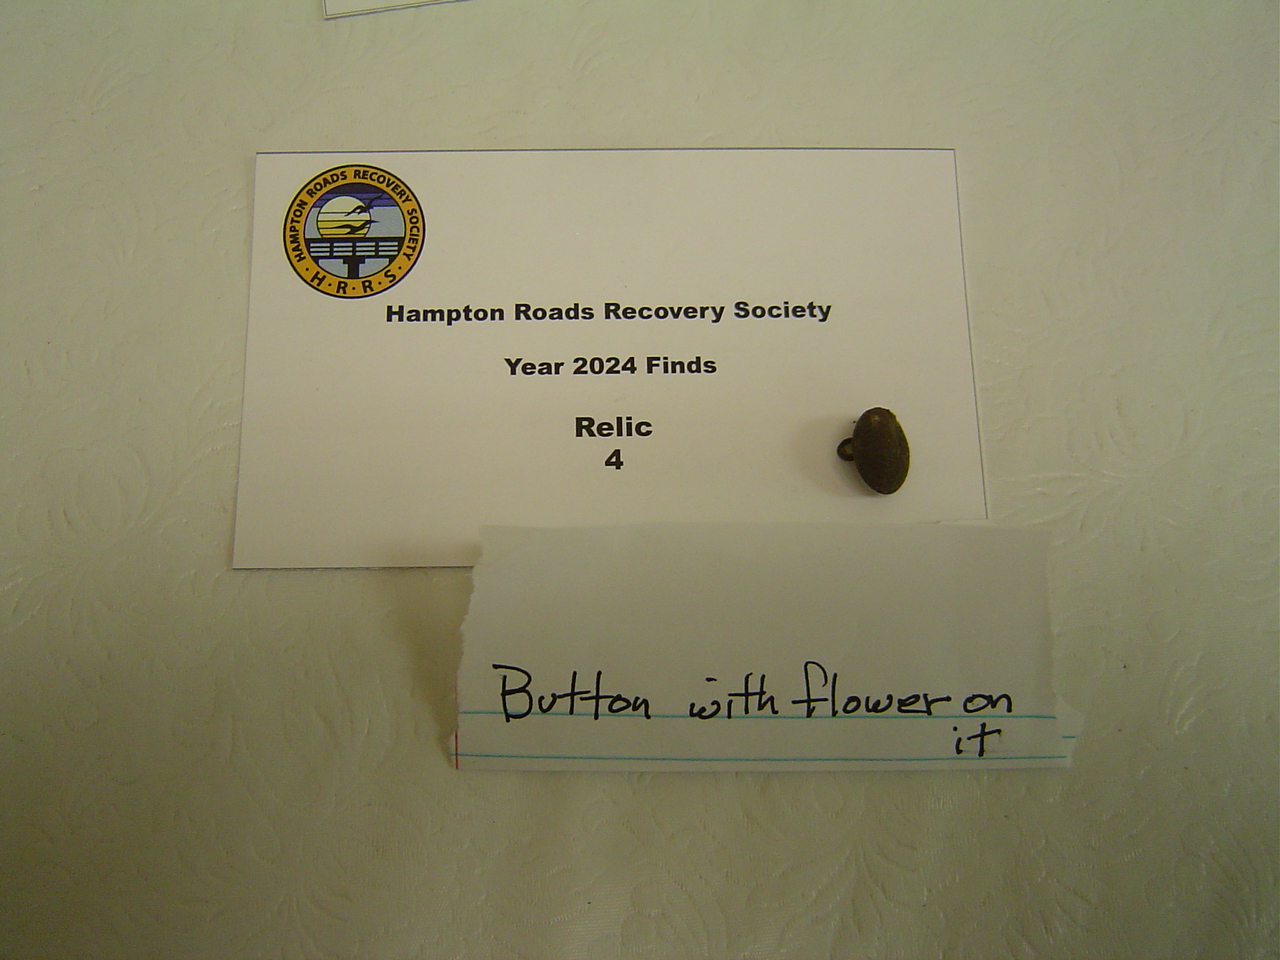 HAMPTON ROADS RECOVERY SOCIETY
· H · R · R · S ·
Hampton Roads Recovery Society
Year 2024 Finds
Relic
4
Button with flower on
it